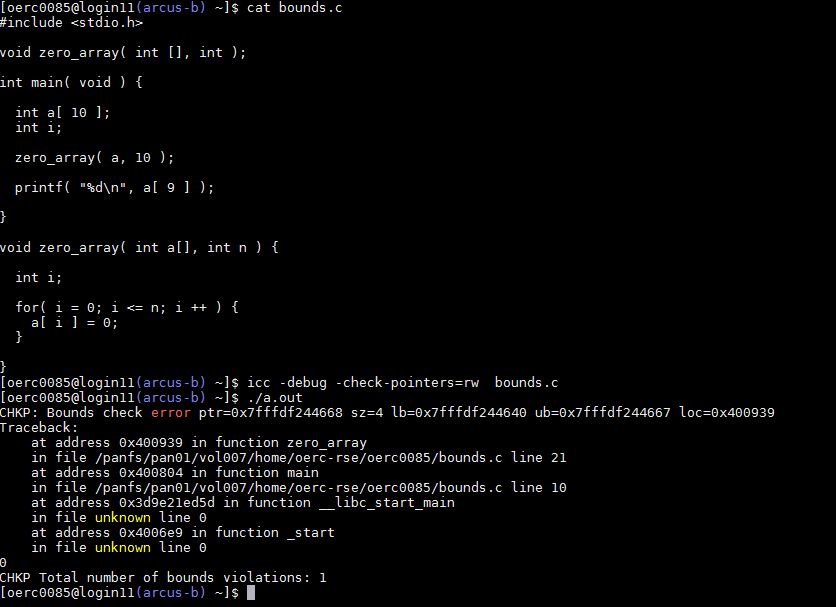 [oerc0085@login11(arcus-b) ~]$ cat bounds.c
#include <stdio.h>

void zero_array( int [], int );

int main( void ) {

  int a[ 10 ];
  int i;

  zero_array( a, 10 );

  printf( "%d\n", a[ 9 ] );

}

void zero_array( int a[], int n ) {

  int i;

  for( i = 0; i <= n; i ++ ) {
    a[ i ] = 0;
  }

}
[oerc0085@login11(arcus-b) ~]$ icc -debug -check-pointers=rw  bounds.c
[oerc0085@login11(arcus-b) ~]$ ./a.out
CHKP: Bounds check error ptr=0x7fffdf244668 sz=4 lb=0x7fffdf244640 ub=0x7fffdf244667 loc=0x400939
Traceback:
    at address 0x400939 in function zero_array
    in file /panfs/pan01/vol007/home/oerc-rse/oerc0085/bounds.c line 21
    at address 0x400804 in function main
    in file /panfs/pan01/vol007/home/oerc-rse/oerc0085/bounds.c line 10
    at address 0x3d9e21ed5d in function __libc_start_main
    in file unknown line 0
    at address 0x4006e9 in function _start
    in file unknown line 0
0
CHKP Total number of bounds violations: 1
[oerc0085@login11(arcus-b) ~]$